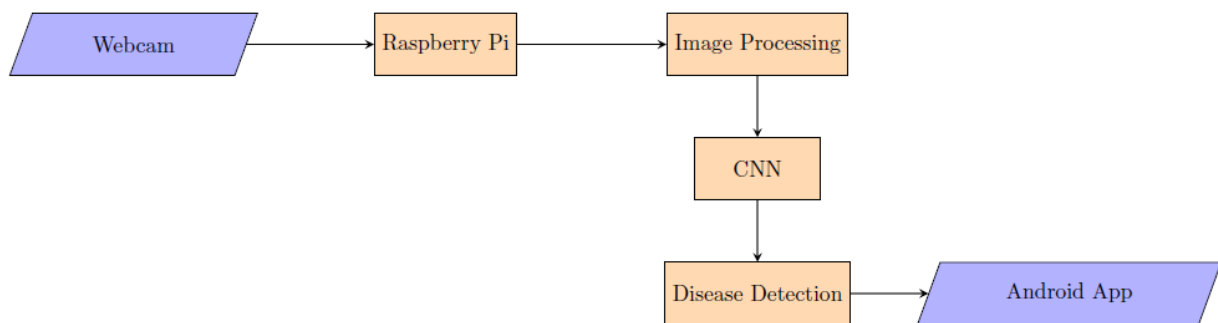 Webcam
Raspberry Pi
Image Processing
CNN
Disease Detection
Android App